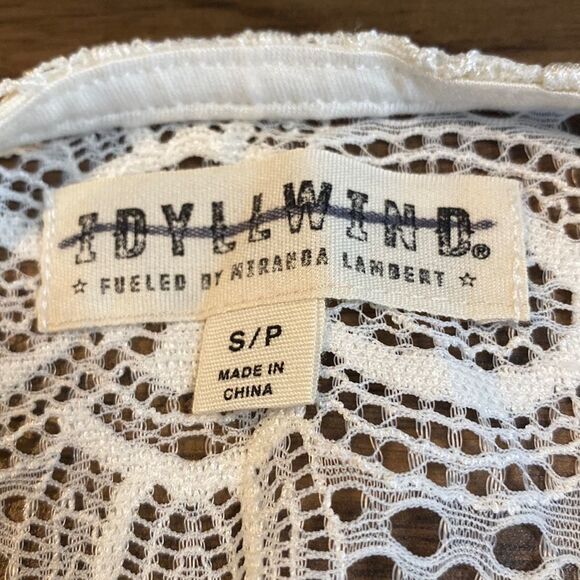 IDYLLWIND®
☆ FUELED BY MIRANDA LAMBERT ☆
S/P
MADE IN
CHINA